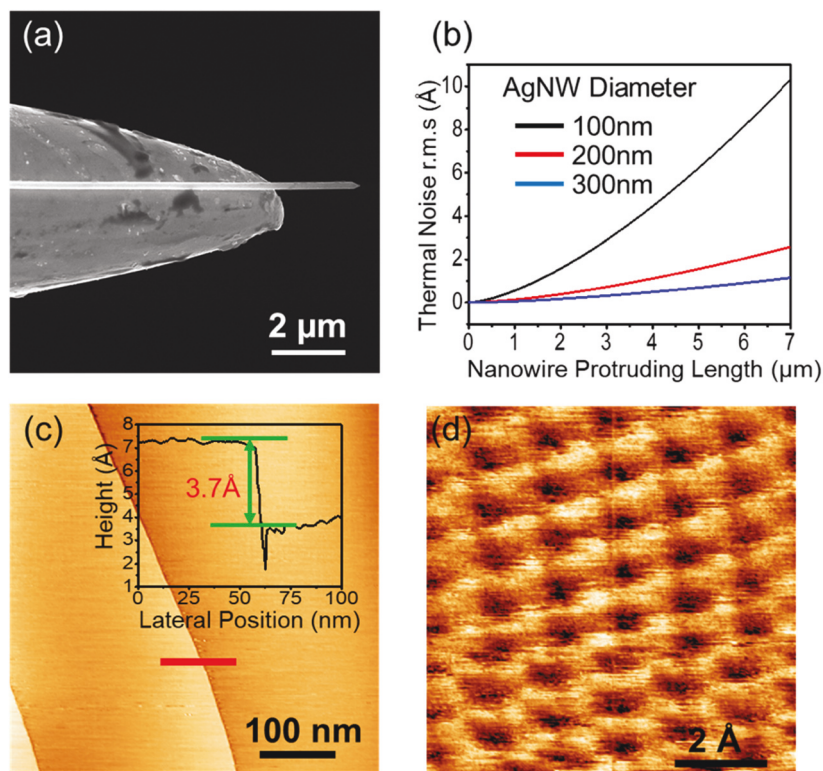 (a)
2 μm
(b)
Thermal Noise r.m.s (Å)
10
8
6
4
2
0
AgNW Diameter
100nm
200nm
300nm
0 1 2 3 4 5 6 7
Nanowire Protruding Length (μm)
(c)
Height (Å)
8
7
6
5
4
3
2
1
3.7Å
0 25 50 75 100
Lateral Position (nm)
100 nm
(d)
2 Å